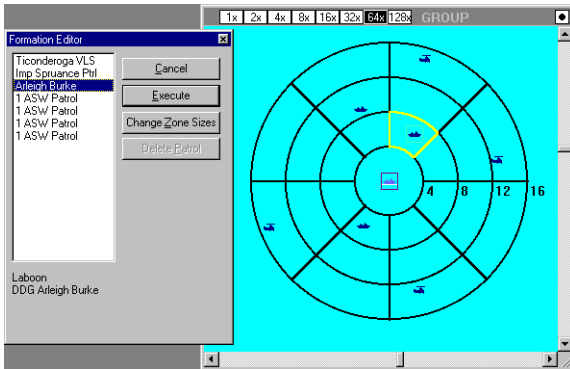 1x 2x 4x 8x 16x 32x 64x 128x GROUP
Formation Editor
Ticonderoga VLS
Imp Spruance Ptrl
Arleigh Burke
1 ASW Patrol
1 ASW Patrol
1 ASW Patrol
1 ASW Patrol
Cancel
Execute
Change Zone Sizes
Delete Patrol
Laboon
DDG Arleigh Burke
4 8 12 16